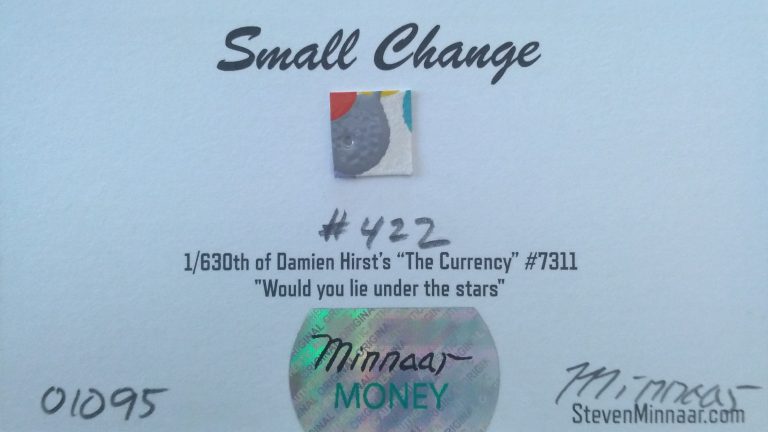 Small Change
#422
1/630th of Damien Hirst's “The Currency” #7311
"Would you lie under the stars"
Minnaar
MONEY
01095
Minnaar
StevenMinnaar.com